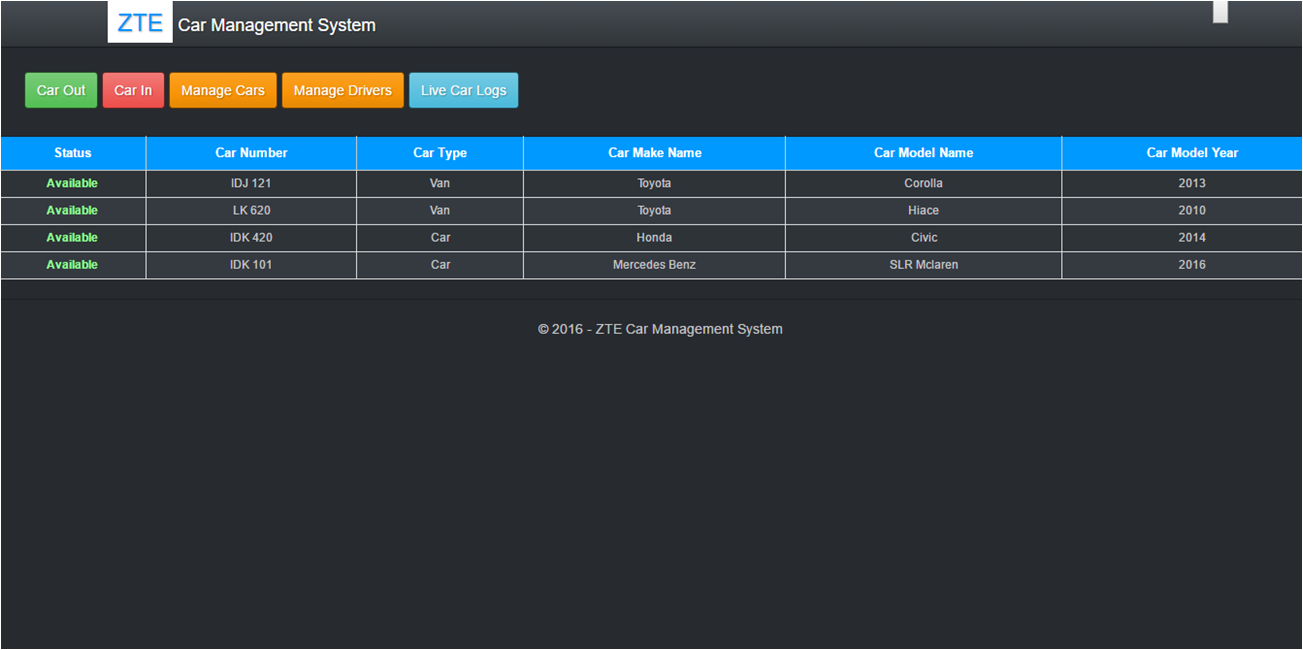 ZTE Car Management System
Car Out Car In Manage Cars Manage Drivers Live Car Logs
Status Car Number Car Type Car Make Name Car Model Name Car Model Year
Available IDJ 121 Van Toyota Corolla 2013
Available LK 620 Van Toyota Hiace 2010
Available IDK 420 Car Honda Civic 2014
Available IDK 101 Car Mercedes Benz SLR Mclaren 2016
© 2016 - ZTE Car Management System